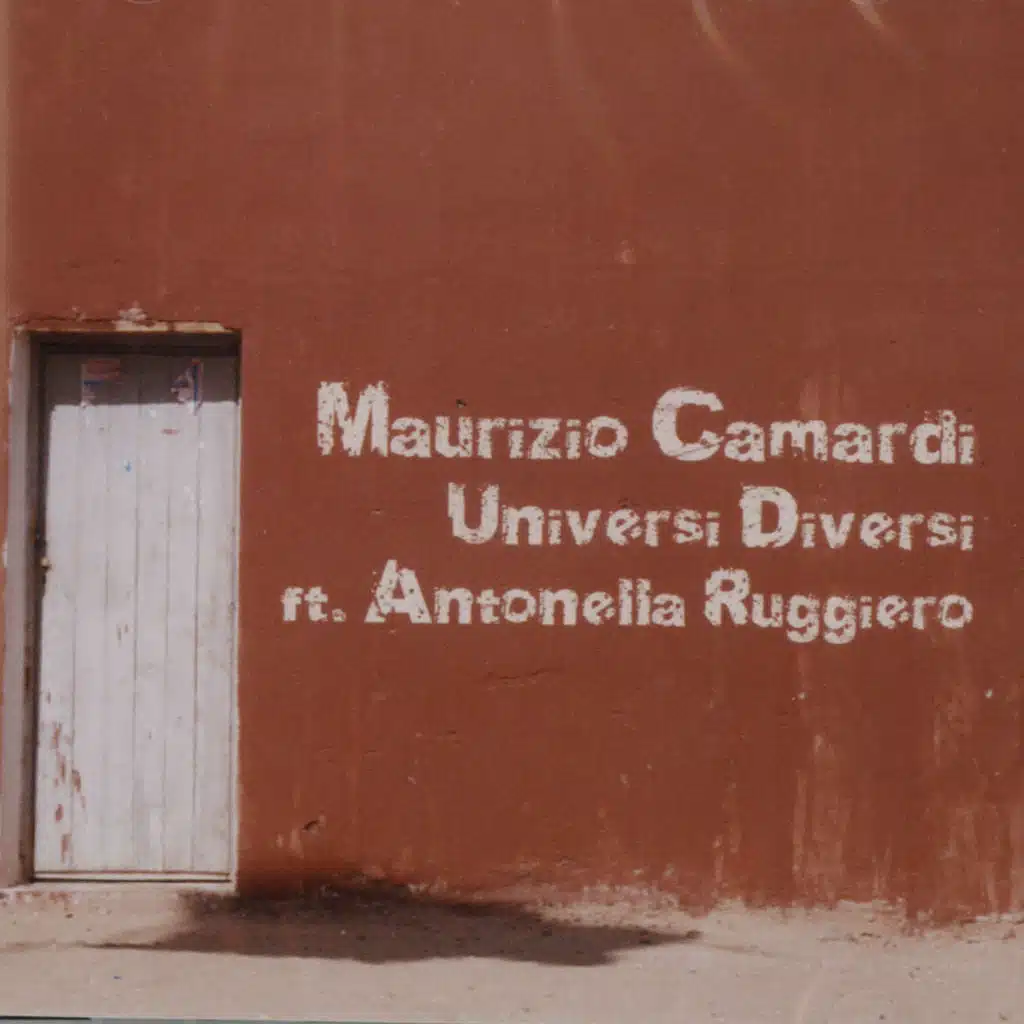 Maurizio Camardi
Universi Diversi
ft. Antonella Ruggiero